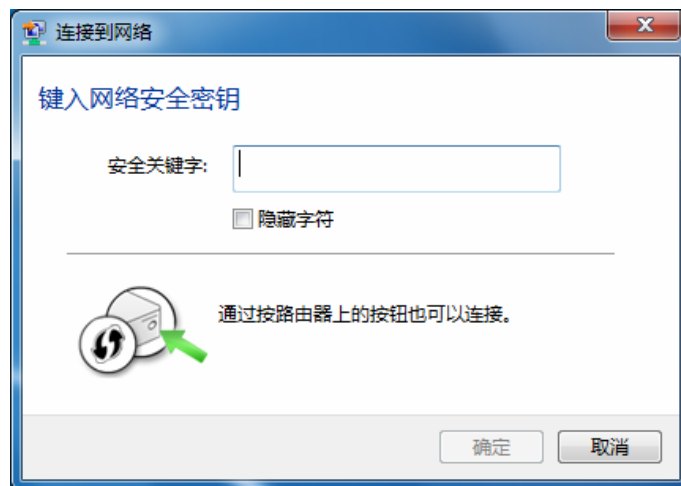 连接到网络
键入网络安全密钥
安全关键字:
隐藏字符
通过按路由器上的按钮也可以连接。
确定
取消